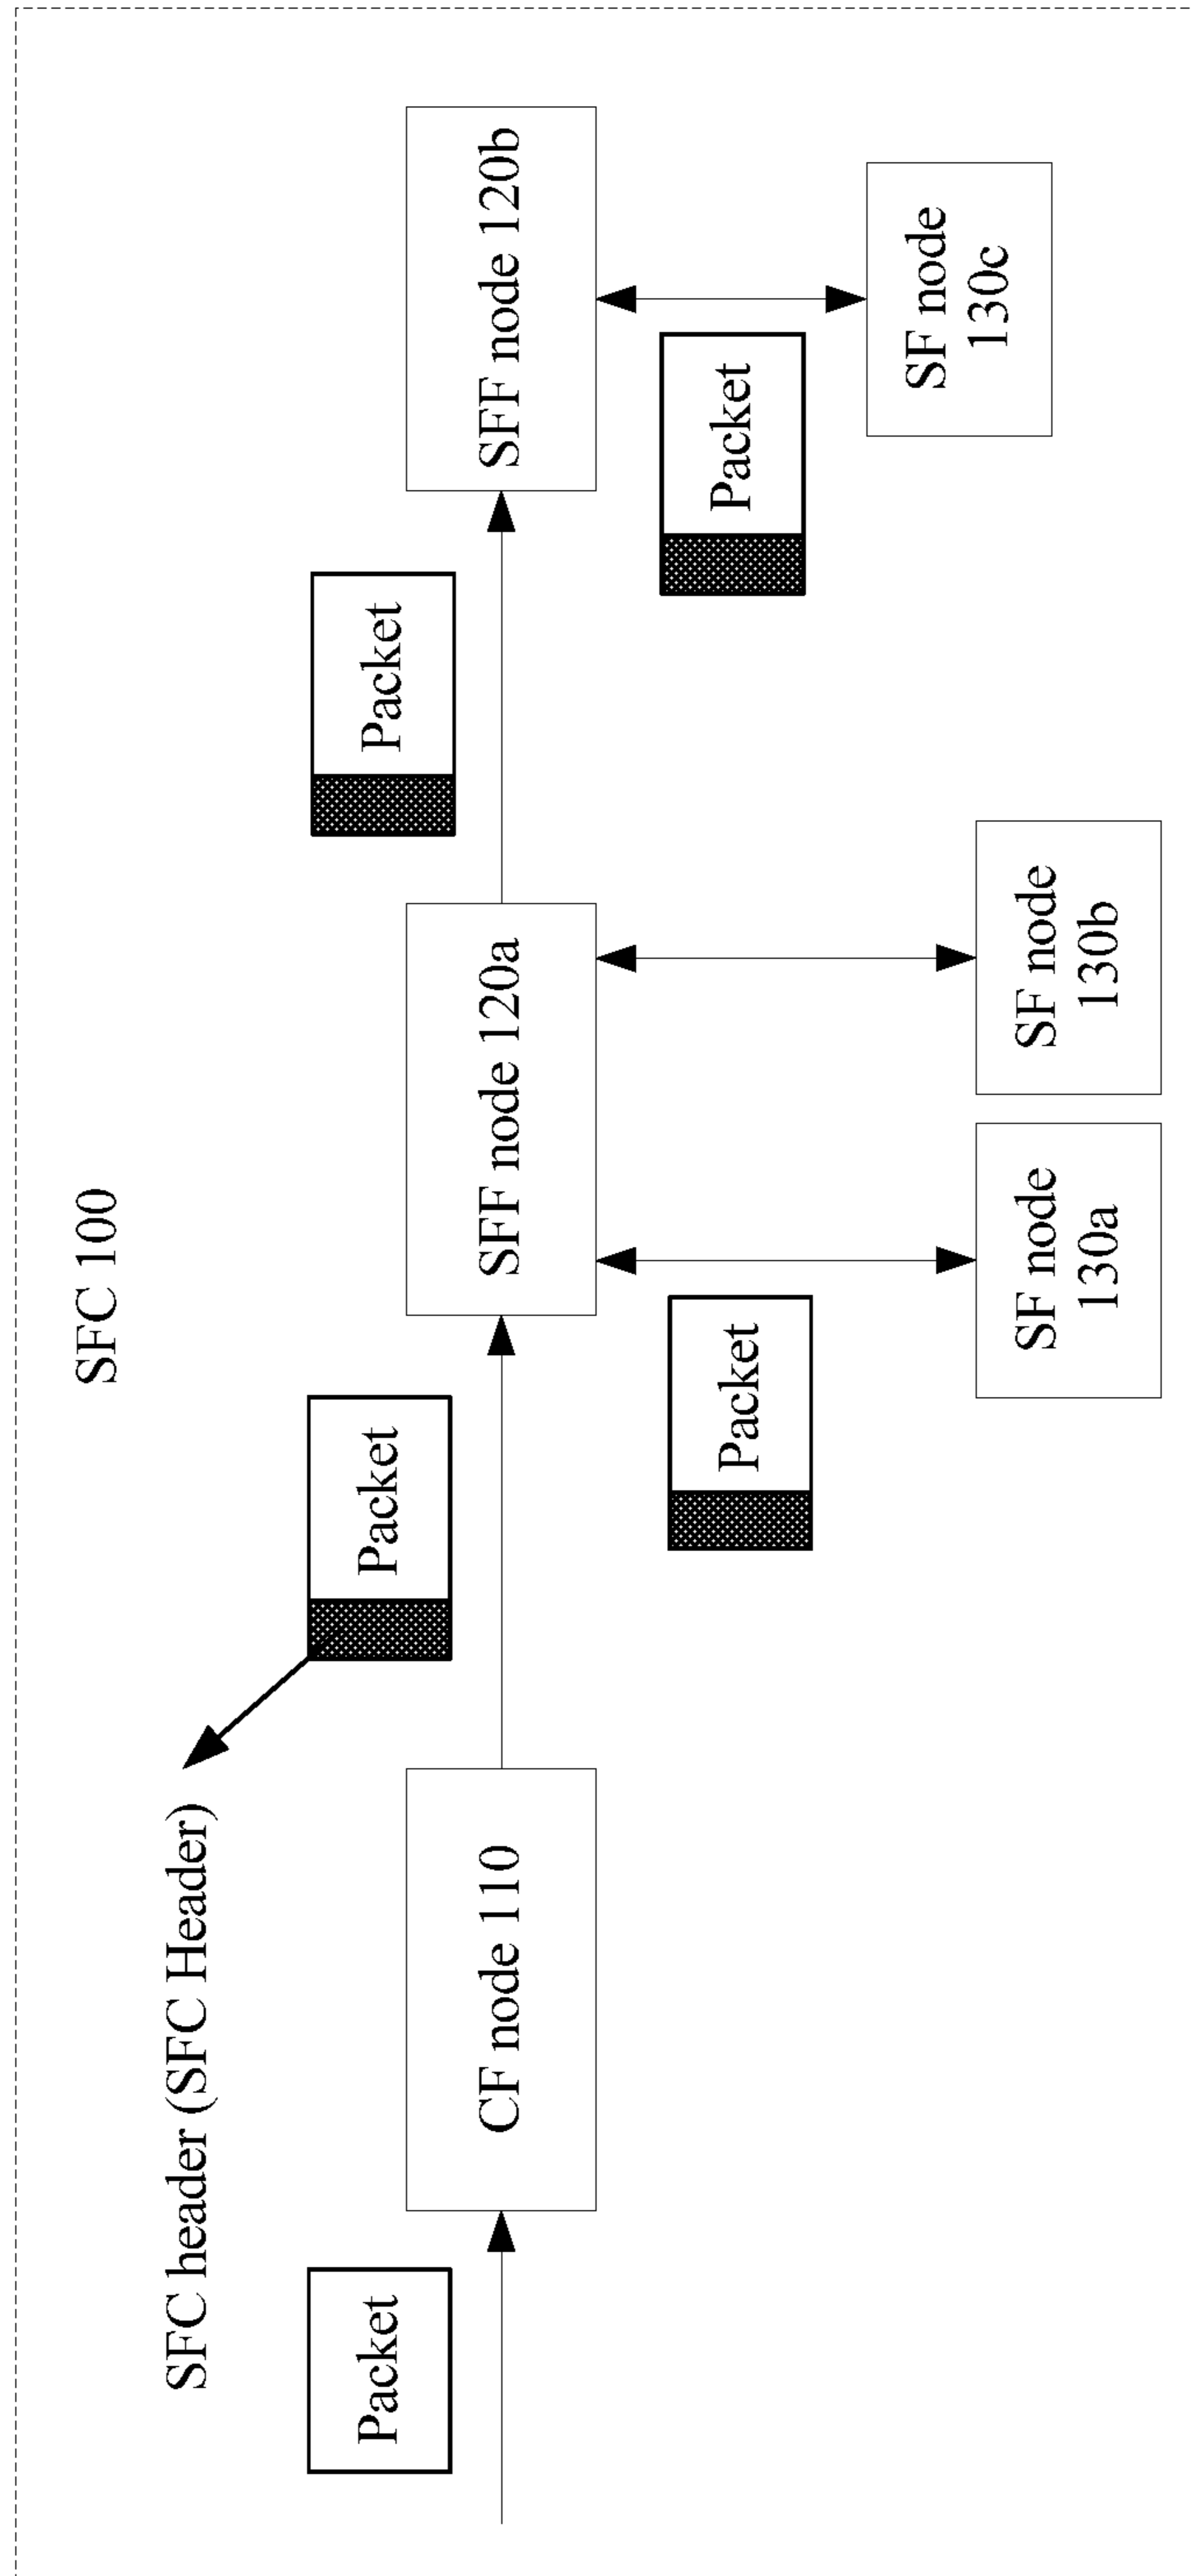 SFC 100
SFC header (SFC Header)
Packet
Packet
Packet
CF node 110
SFF node 120a
SFF node 120b
Packet
Packet
SF node
130a
SF node
130b
SF node
130c